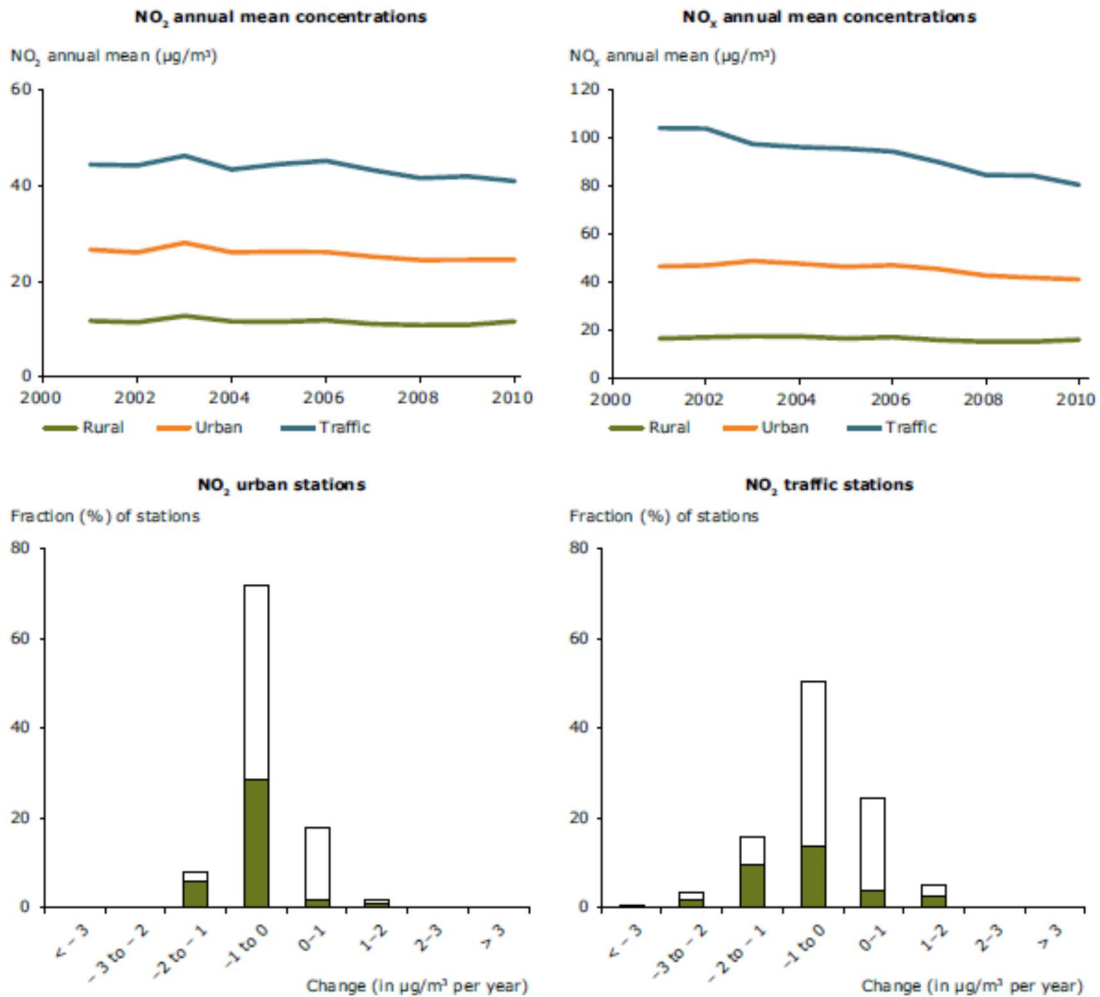 NO₂ annual mean concentrations
NO₂ annual mean (µg/m³)
60
40
20
0
2000 2002 2004 2006 2008 2010
Rural Urban Traffic
NOₓ annual mean concentrations
NOₓ annual mean (µg/m³)
120
100
80
60
40
20
0
2000 2002 2004 2006 2008 2010
Rural Urban Traffic
NO₂ urban stations
Fraction (%) of stations
80
60
40
20
0
< – 3 – 3 to – 2 – 2 to – 1 –1 to 0 0–1 1–2 2–3 > 3
Change (in µg/m³ per year)
NO₂ traffic stations
Fraction (%) of stations
80
60
40
20
0
< – 3 –3 to – 2 –2 to – 1 –1 to 0 0–1 1–2 2–3 > 3
Change (in µg/m³ per year)